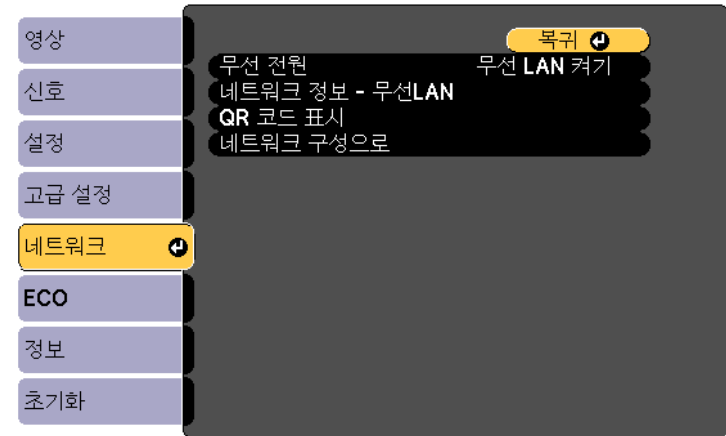 영상
신호
설정
고급 설정
네트워크
ECO
정보
초기화
복귀
무선 전원 무선 LAN 켜기
네트워크 정보 - 무선LAN
QR 코드 표시
네트워크 구성으로